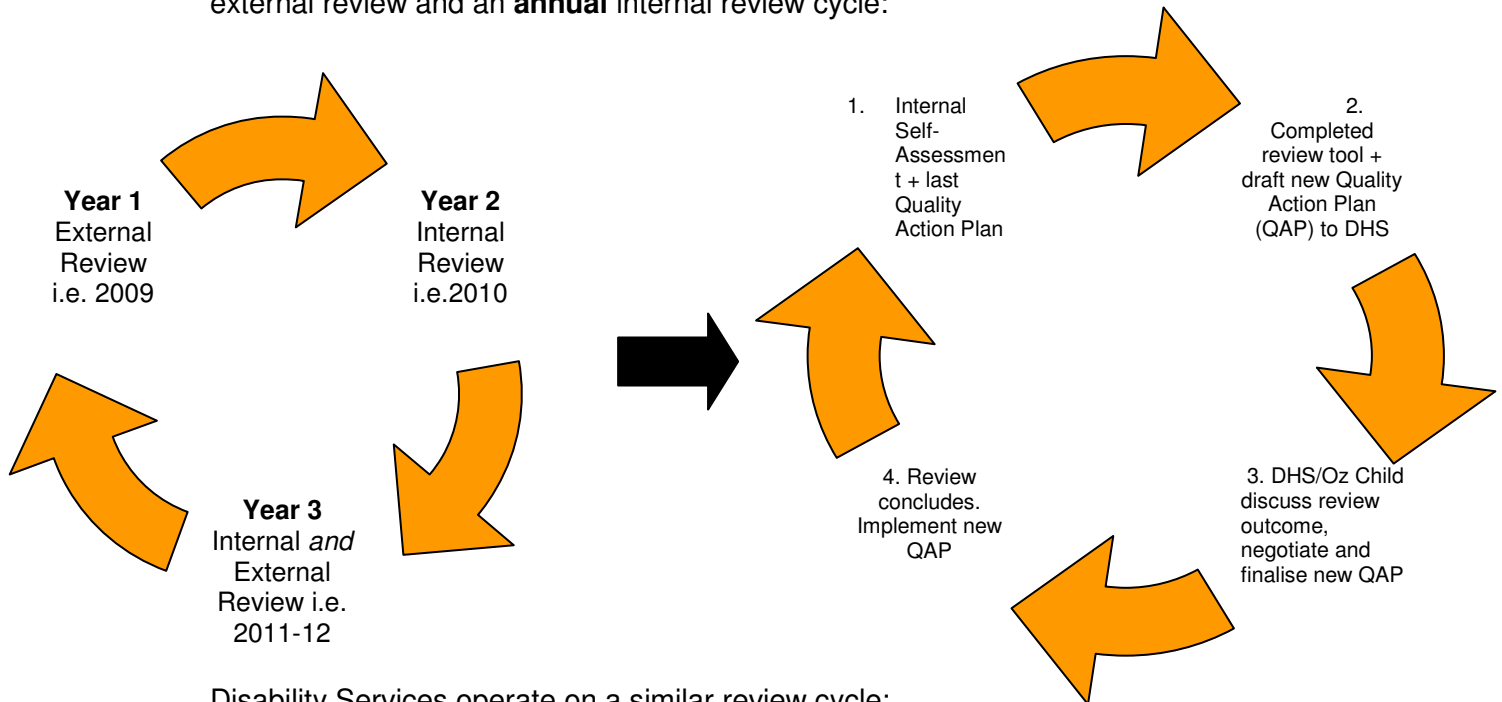 external review and an annual internal review cycle:
Year 1
External
Review
i.e. 2009
Year 2
Internal
Review
i.e.2010
Year 3
Internal and
External
Review i.e.
2011-12
1. Internal
Self-
Assessmen
t + last
Quality
Action Plan
2.
Completed
review tool +
draft new Quality
Action Plan
(QAP) to DHS
3. DHS/Oz Child
discuss review
outcome,
negotiate and
finalise new QAP
4. Review
concludes.
Implement new
QAP
Disability Services operate on a similar review cycle: